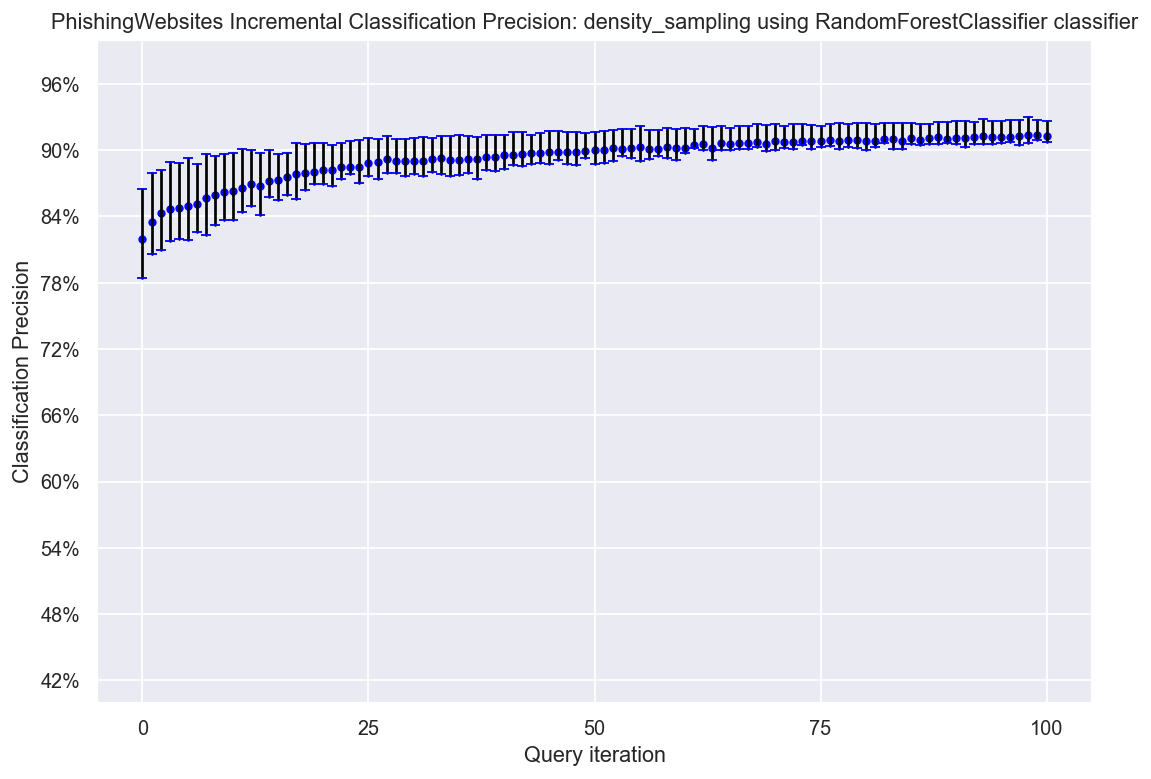 PhishingWebsites Incremental Classification Precision: density_sampling using RandomForestClassifier classifier
96%
90%
84%
78%
72%
66%
60%
54%
48%
42%
Classification Precision
0 25 50 75 100
Query iteration